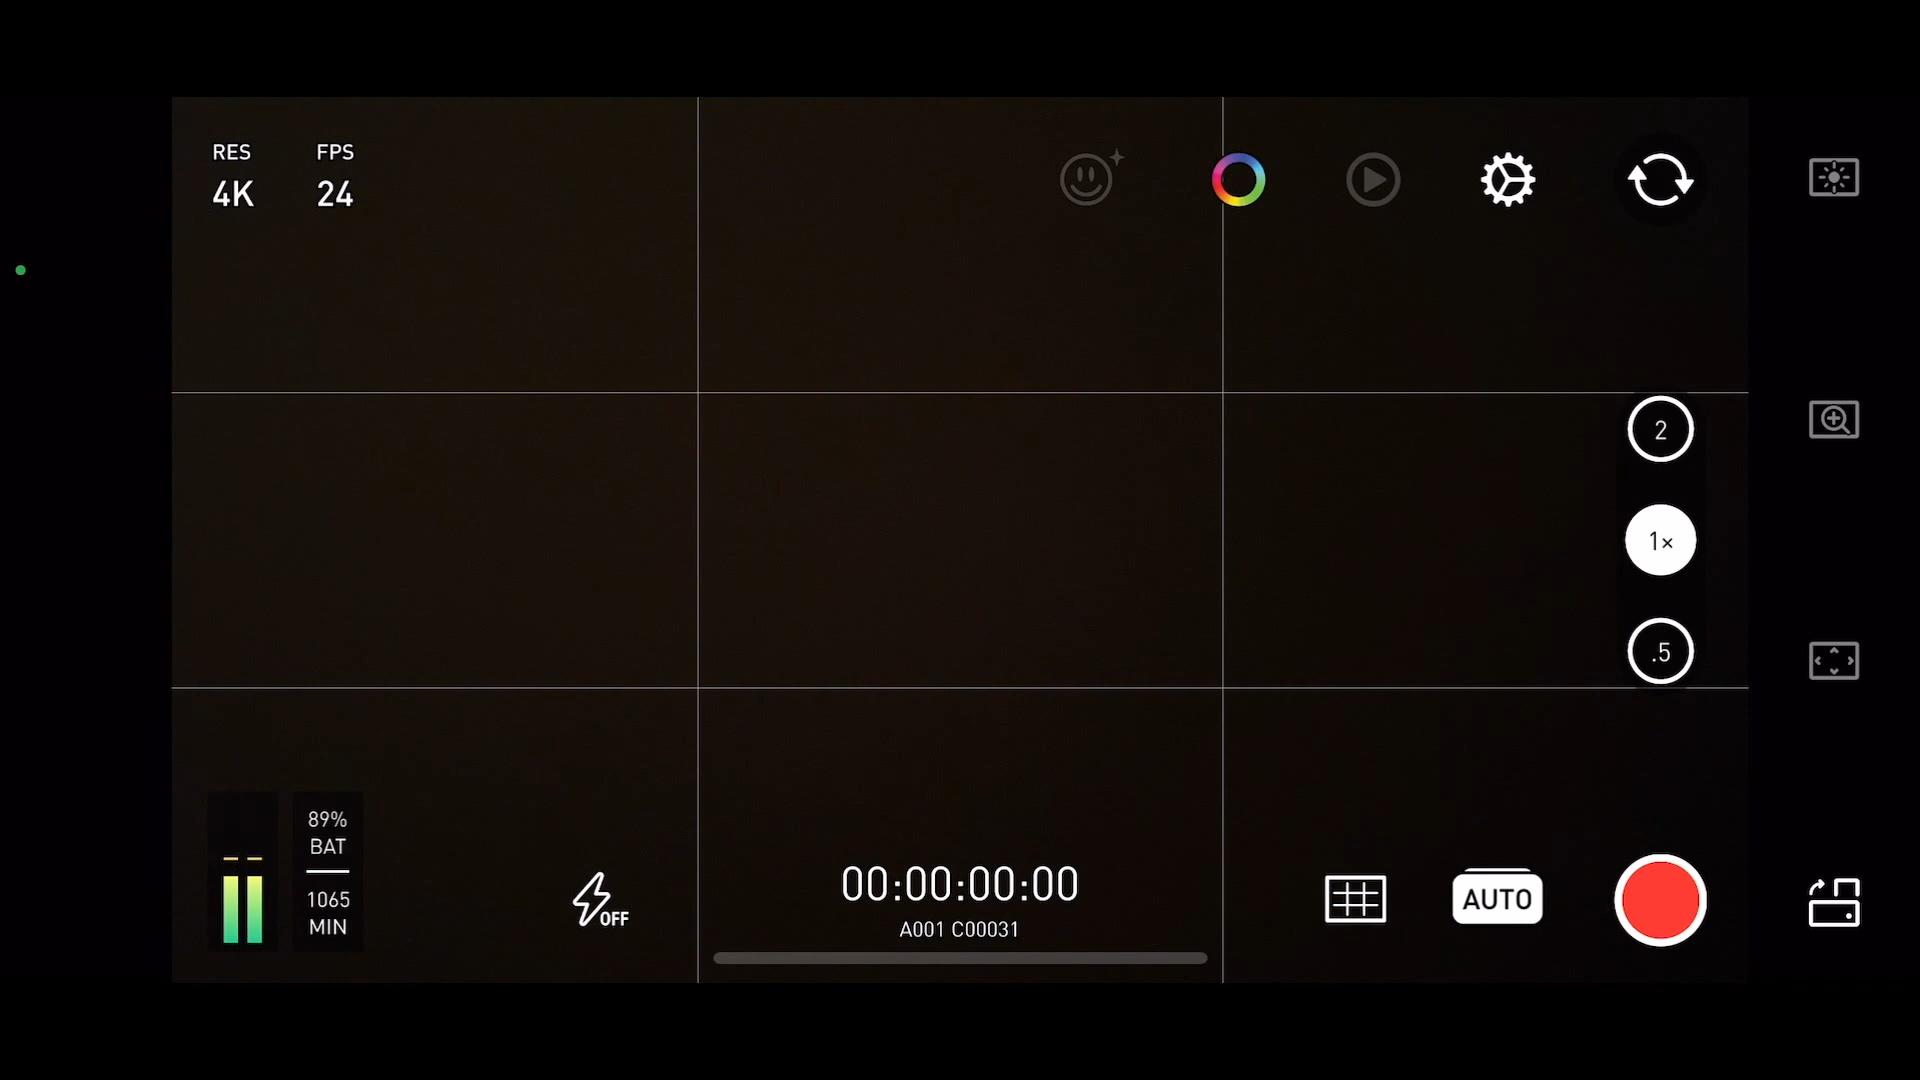 RES FPS
4K 24
2
1×
.5
89%
BAT
1065
MIN
OFF
00:00:00:00
A001 C00031
AUTO